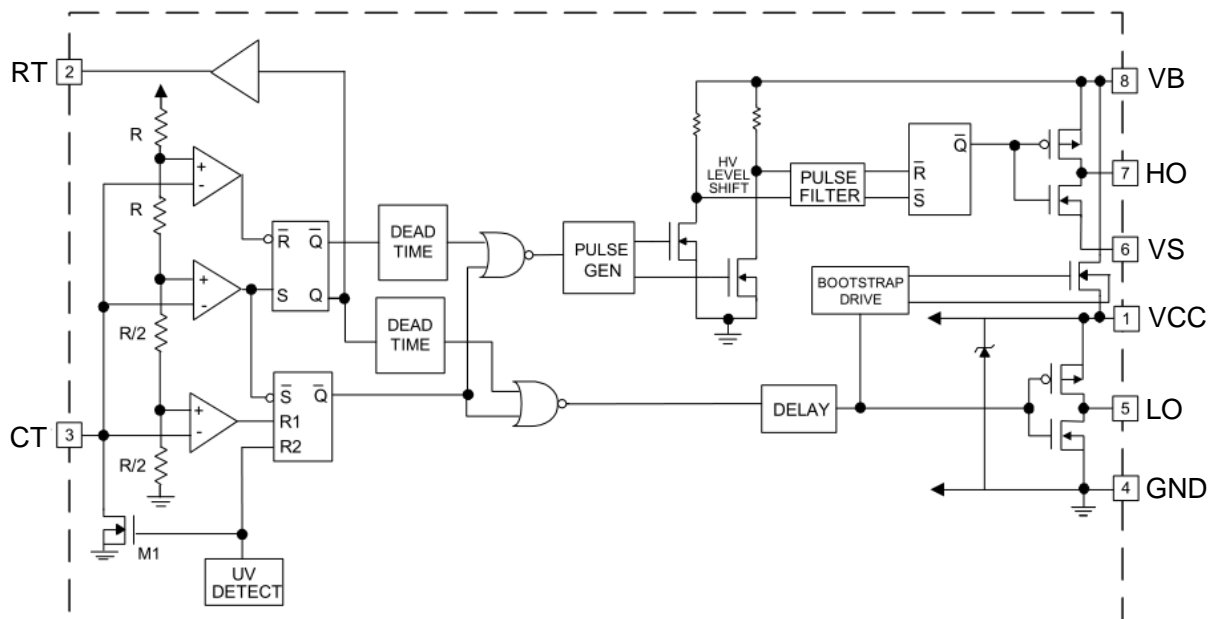 RT
2
8
VB
R
HV
LEVEL
SHIFT
PULSE
FILTER
R̅
S̅
Q̅
7
HO
R
DEAD
TIME
PULSE
GEN
R̅
Q̅
S
Q
6
VS
BOOTSTRAP
DRIVE
R/2
DEAD
TIME
1
VCC
S̅
Q̅
R1
R2
DELAY
5
LO
CT
3
R/2
4
GND
M1
UV
DETECT